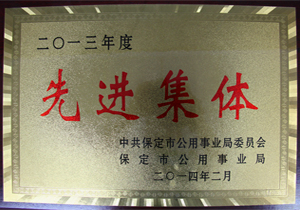 二〇一三年度
先进集体
中共保定市公用事业局委员会
保定市公用事业局
二〇一四年二月